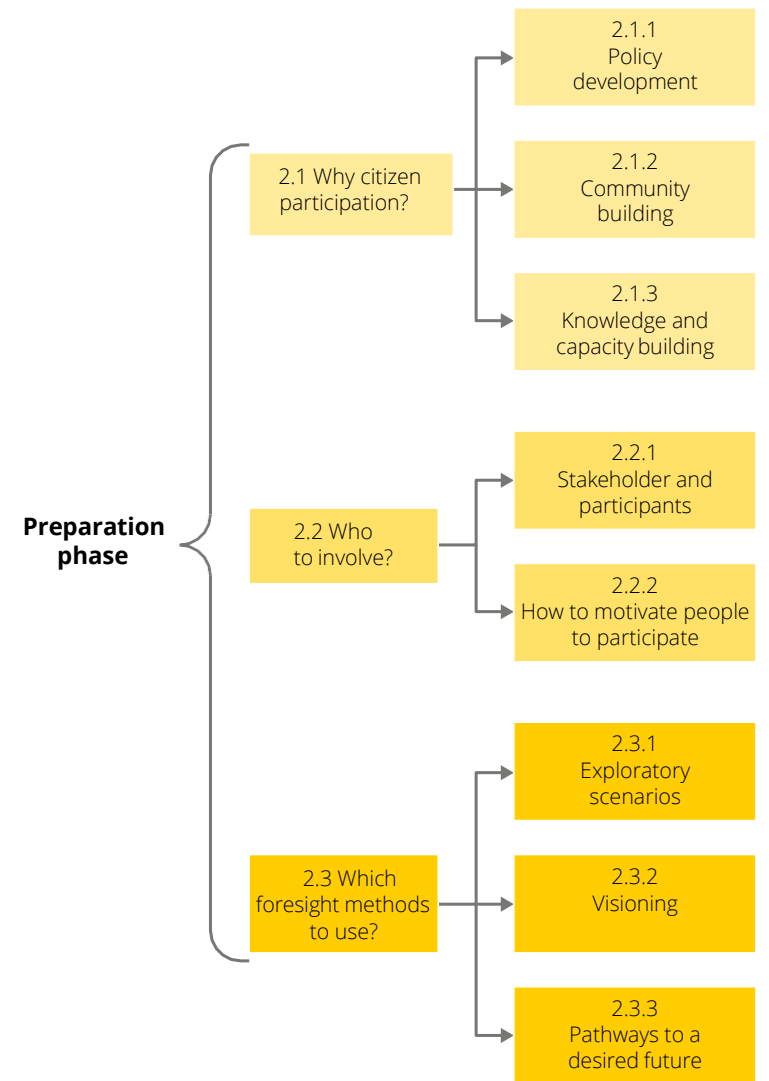 Preparation
phase
2.1 Why citizen
participation?
2.1.1
Policy
development
2.1.2
Community
building
2.1.3
Knowledge and
capacity building
2.2 Who
to involve?
2.2.1
Stakeholder and
participants
2.2.2
How to motivate people
to participate
2.3 Which
foresight methods
to use?
2.3.1
Exploratory
scenarios
2.3.2
Visioning
2.3.3
Pathways to a
desired future